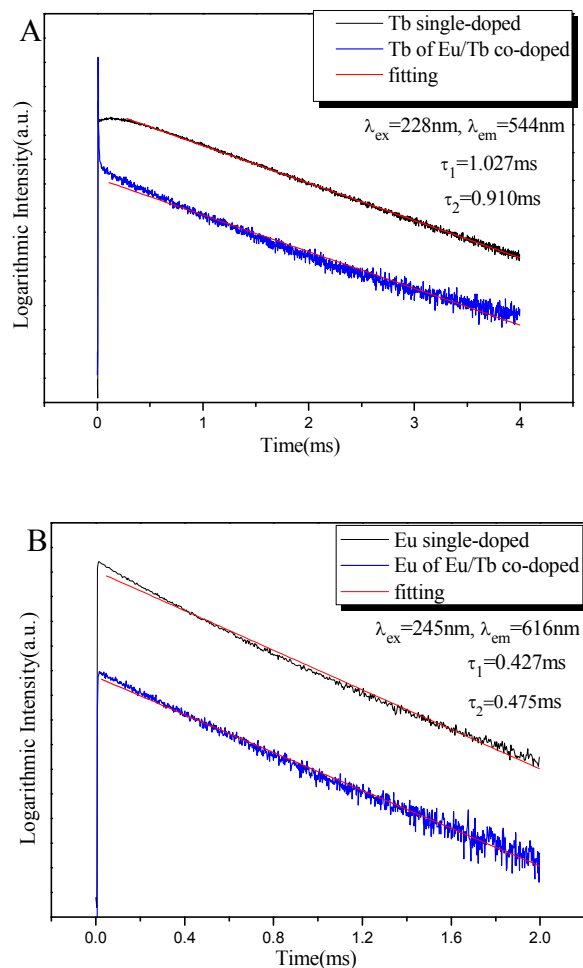 A
Tb single-doped
Tb of Eu/Tb co-doped
fitting
λex=228nm, λem=544nm
τ1=1.027ms
τ2=0.910ms
Logarithmic Intensity(a.u.)
0 1 2 3 4
Time(ms)
B
Eu single-doped
Eu of Eu/Tb co-doped
fitting
λex=245nm, λem=616nm
τ1=0.427ms
τ2=0.475ms
Logarithmic Intensity(a.u.)
0.0 0.4 0.8 1.2 1.6 2.0
Time(ms)